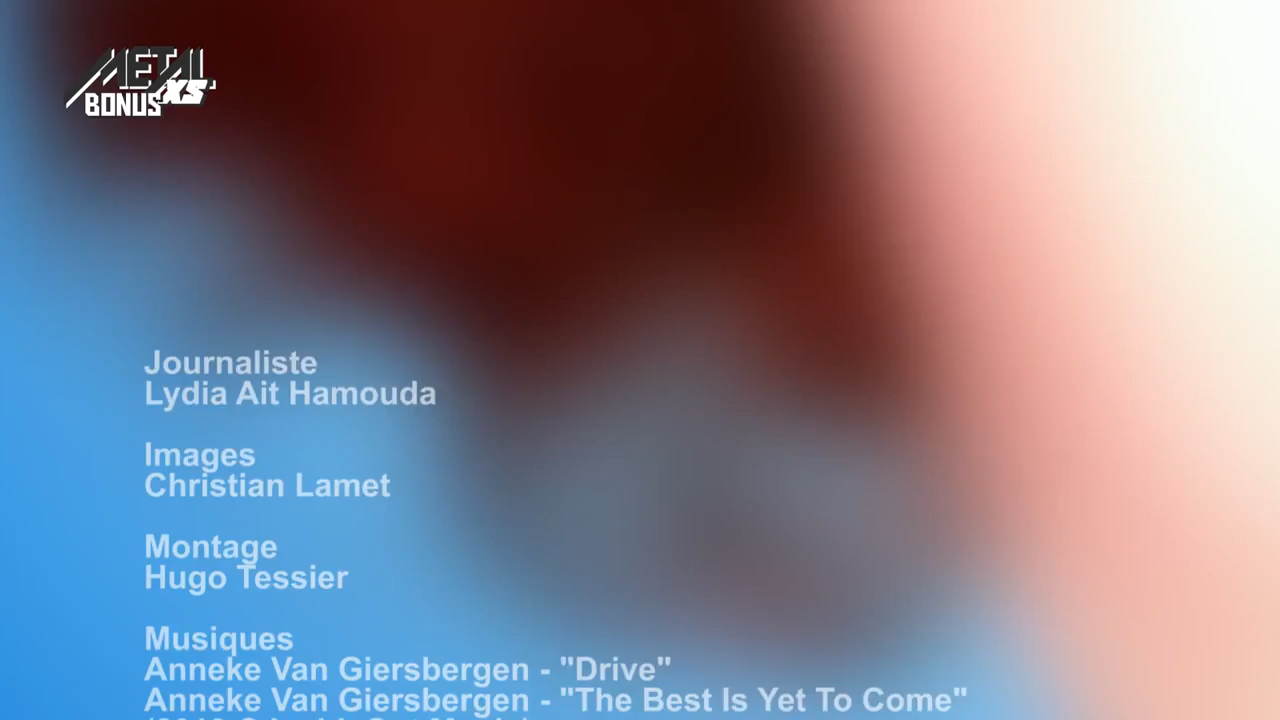 METAL
BONUS XS
Journaliste
Lydia Ait Hamouda
Images
Christian Lamet
Montage
Hugo Tessier
Musiques
Anneke Van Giersbergen - "Drive"
Anneke Van Giersbergen - "The Best Is Yet To Come"